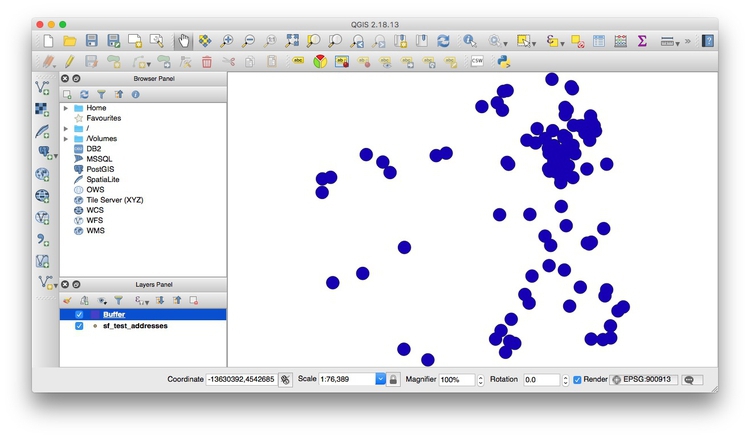 QGIS 2.18.13
Browser Panel
Home
Favourites
/
/Volumes
DB2
MSSQL
PostGIS
SpatiaLite
OWS
Tile Server (XYZ)
WCS
WFS
WMS
Layers Panel
Buffer
sf_test_addresses
Coordinate -13630392,4542685 Scale 1:76,389 Magnifier 100% Rotation 0.0 Render EPSG:900913